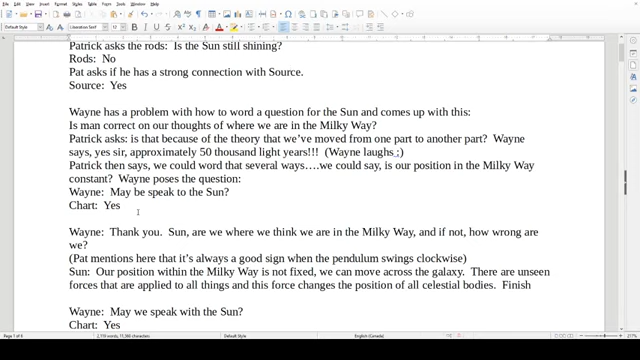 Default Style
Liberation Serif
12
Patrick asks the rods:  Is the Sun still shining?
Rods:  No
Pat asks if he has a strong connection with Source.
Source:  Yes
Wayne has a problem with how to word a question for the Sun and comes up with this:
Is man correct on our thoughts of where we are in the Milky Way?
Patrick asks: is that because of the theory that we've moved from one part to another part?  Wayne
says, yes sir, approximately 50 thousand light years!!!  (Wayne laughs ;)
Patrick then says, we could word that several ways….we could say, is our position in the Milky Way
constant?  Wayne poses the question:
Wayne:  May be speak to the Sun?
Chart:  Yes
Wayne:  Thank you.  Sun, are we where we think we are in the Milky Way, and if not, how wrong are
we?
(Pat mentions here that it's always a good sign when the pendulum swings clockwise)
Sun:  Our position within the Milky Way is not fixed, we can move across the galaxy.  There are unseen
forces that are applied to all things and this force changes the position of all celestial bodies.  Finish
Wayne:  May we speak with the Sun?
Chart:  Yes
Default Style
English (Canada)